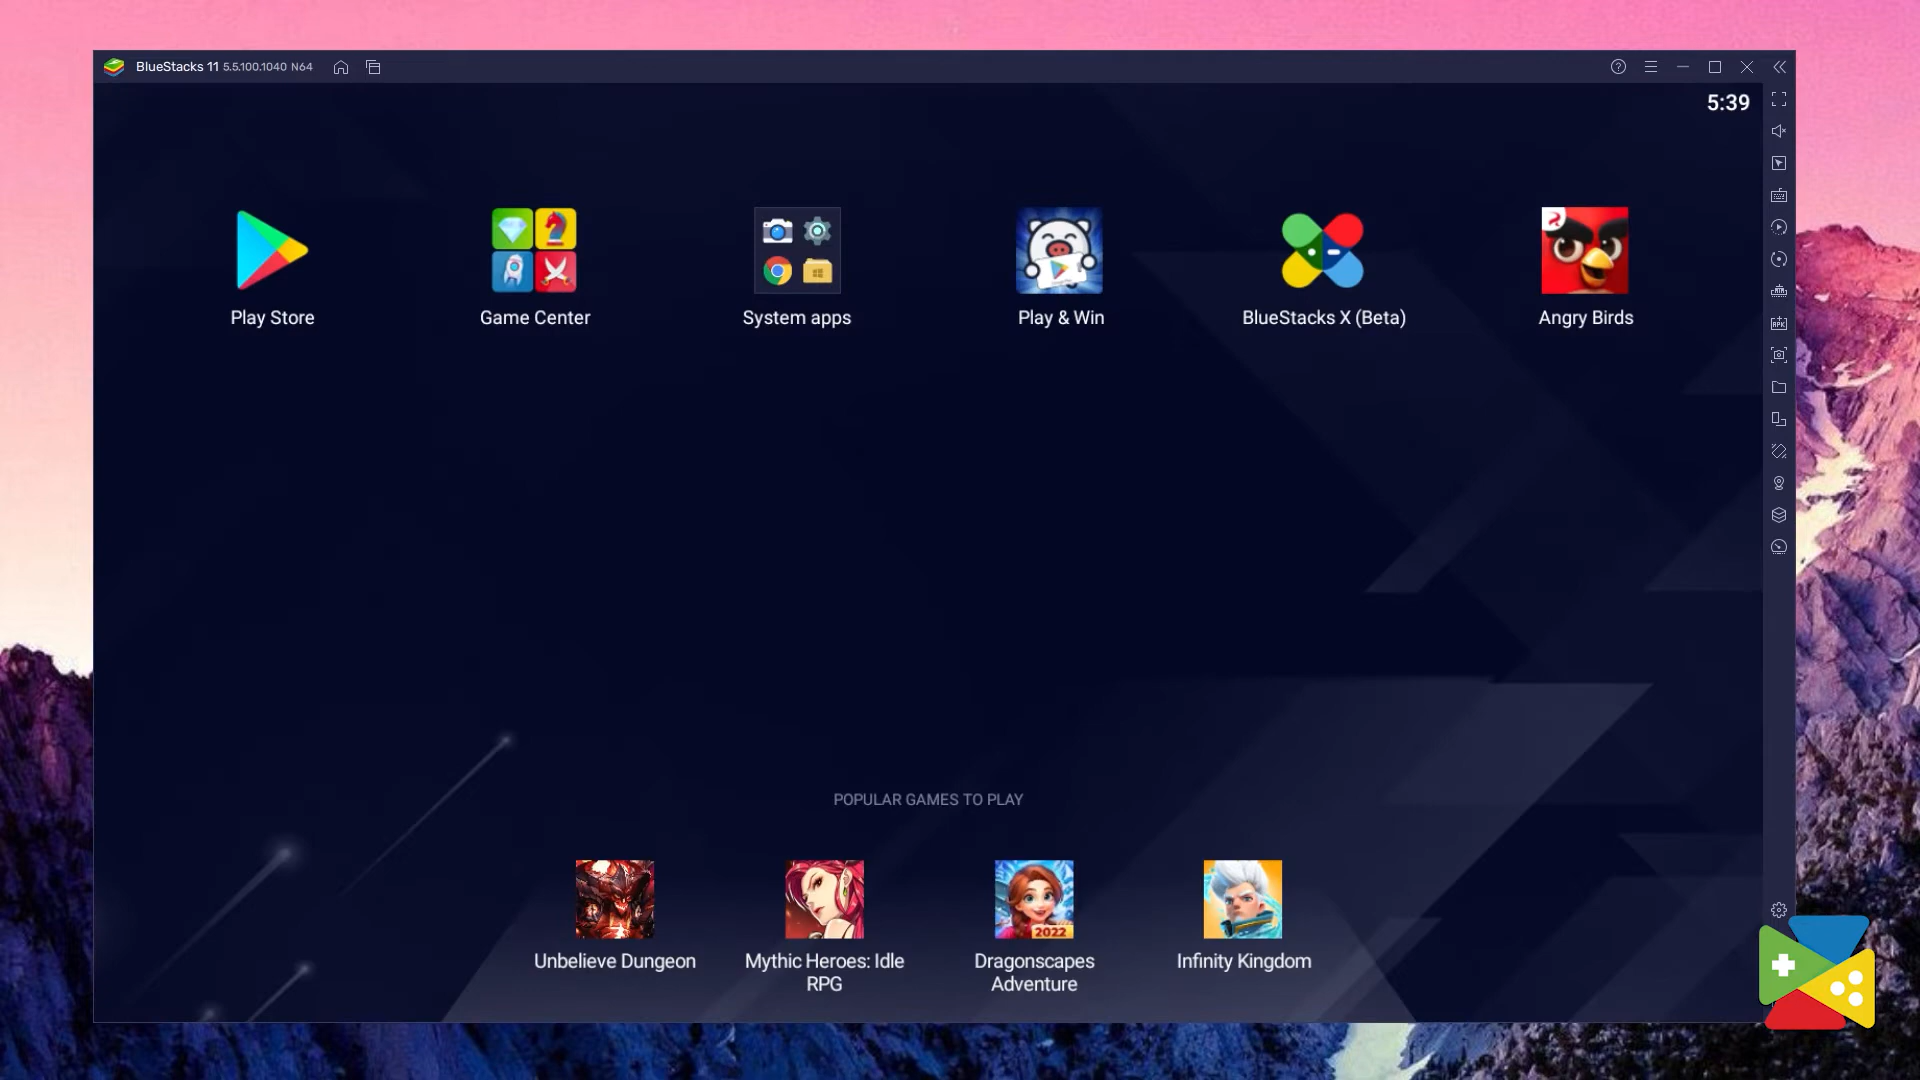 BlueStacks 11 5.5.100.1040 N64
5:39
Play Store
Game Center
System apps
Play & Win
BlueStacks X (Beta)
Angry Birds
POPULAR GAMES TO PLAY
2022
Unbelieve Dungeon
Mythic Heroes: Idle
RPG
Dragonscapes
Adventure
Infinity Kingdom